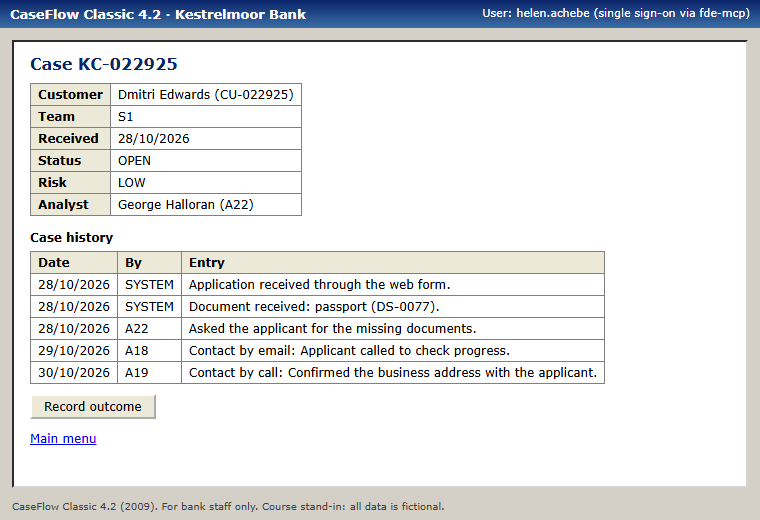 CaseFlow Classic 4.2 · Kestrelmoor Bank User: helen.achebe (single sign-on via fde-mcp)
Case KC-022925
Customer Dmitri Edwards (CU-022925)
Team S1
Received 28/10/2026
Status OPEN
Risk LOW
Analyst George Halloran (A22)
Case history
Date By Entry
28/10/2026 SYSTEM Application received through the web form.
28/10/2026 SYSTEM Document received: passport (DS-0077).
28/10/2026 A22 Asked the applicant for the missing documents.
29/10/2026 A18 Contact by email: Applicant called to check progress.
30/10/2026 A19 Contact by call: Confirmed the business address with the applicant.
Record outcome
Main menu
CaseFlow Classic 4.2 (2009). For bank staff only. Course stand-in: all data is fictional.